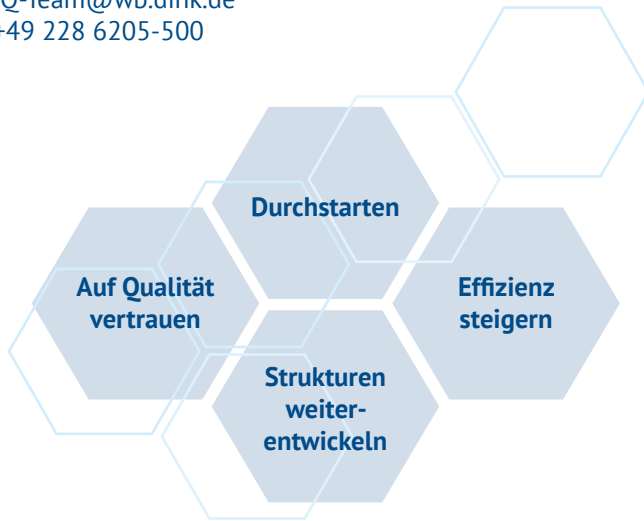 Q-Team@wb.dihk.de
+49 228 6205-500
Durchstarten
Auf Qualität
vertrauen
Effizienz
steigern
Strukturen
weiter-
entwickeln